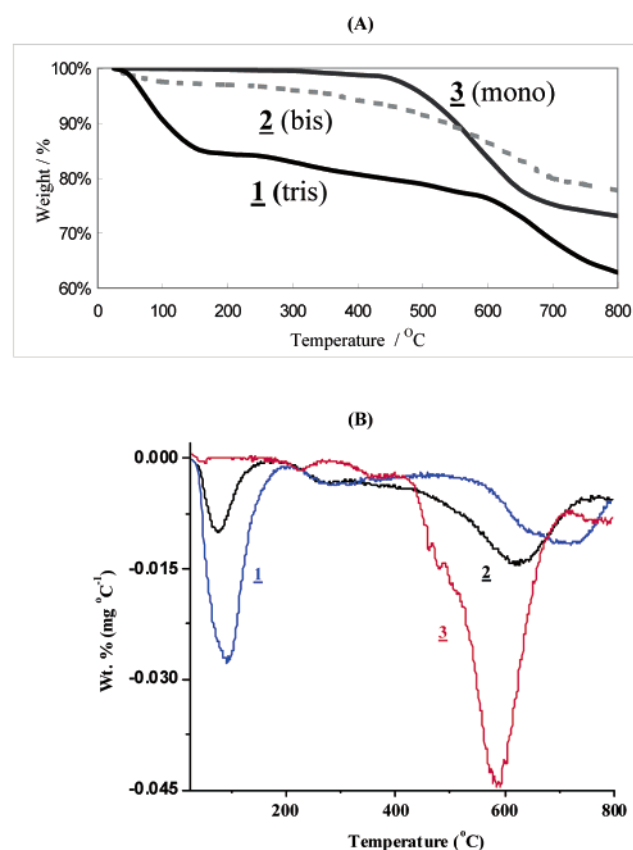 (A)
100%
90%
80%
70%
60%
Weight / %
3 (mono)
2 (bis)
1 (tris)
0 100 200 300 400 500 600 700 800
Temperature / °C
(B)
0.000
-0.015
-0.030
-0.045
Wt. % (mg °C⁻¹)
1
2
3
200 400 600 800
Temperature (°C)